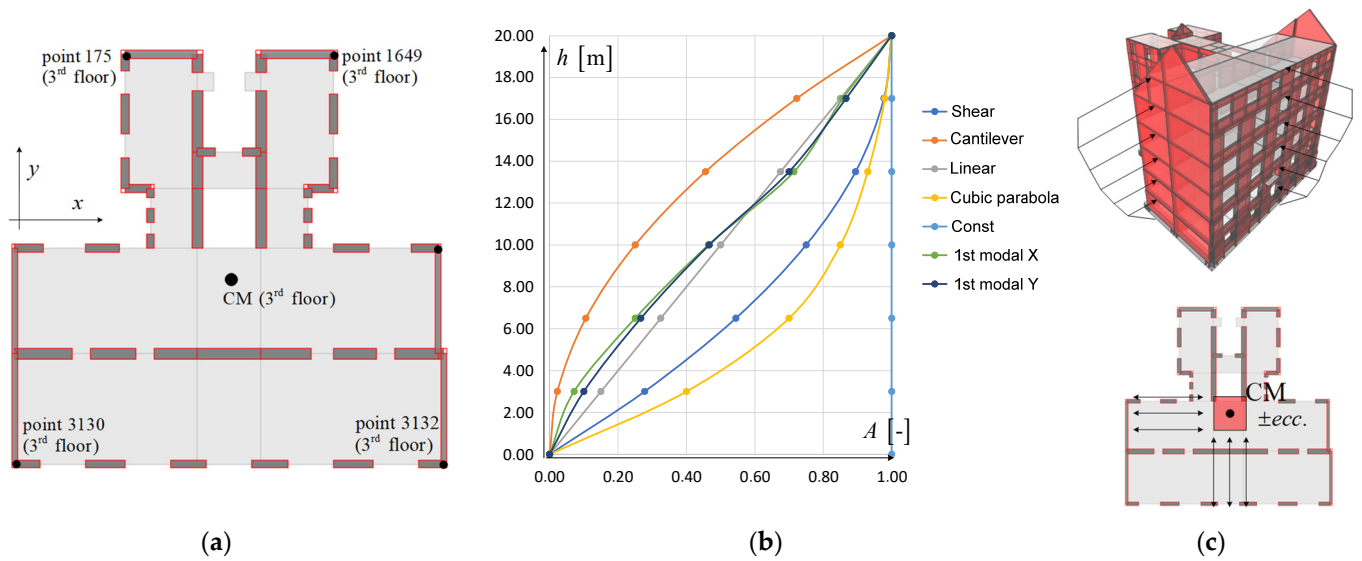 point 175
(3rd floor)
point 1649
(3rd floor)
y
x
CM (3rd floor)
point 3130
(3rd floor)
point 3132
(3rd floor)
(a)
h [m]
20.00
18.00
16.00
14.00
12.00
10.00
8.00
6.00
4.00
2.00
0.00
A [-]
0.00 0.20 0.40 0.60 0.80 1.00
Shear
Cantilever
Linear
Cubic parabola
Const
1st modal X
1st modal Y
(b)
CM
±ecc.
(c)